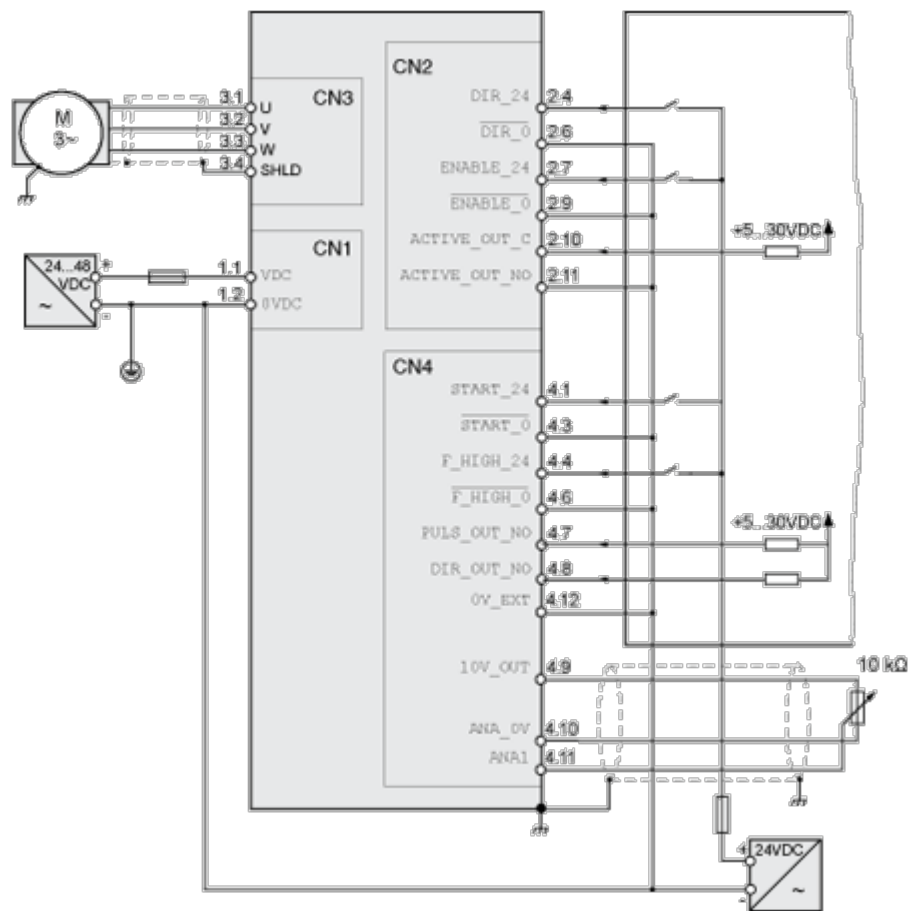 M
3~
3.1
3.2
3.3
3.4
CN3
U
V
W
SHLD
24...48
VDC
~
+
-
1.1
1.2
CN1
VDC
0VDC
CN2
DIR_24 2.4
DIR_0 2.6
ENABLE_24 2.7
ENABLE_0 2.9
ACTIVE_OUT_C 2.10
ACTIVE_OUT_NO 2.11
+5...30VDC
CN4
START_24 4.1
START_0 4.3
F_HIGH_24 4.4
F_HIGH_0 4.6
PULS_OUT_NO 4.7
DIR_OUT_NO 4.8
0V_EXT 4.12
+5...30VDC
10V_OUT 4.9
10 kΩ
ANA_0V 4.10
ANA1 4.11
+
24VDC
~
-